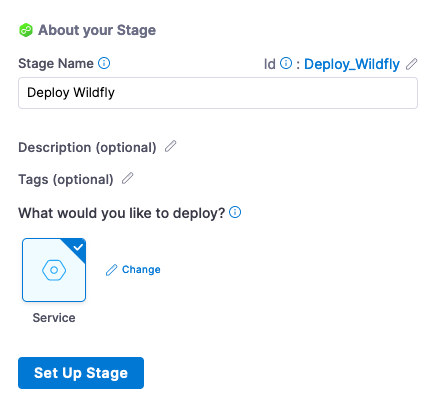 About your Stage
Stage Name
Id : Deploy_Wildfly
Deploy Wildfly
Description (optional)
Tags (optional)
What would you like to deploy?
Change
Service
Set Up Stage